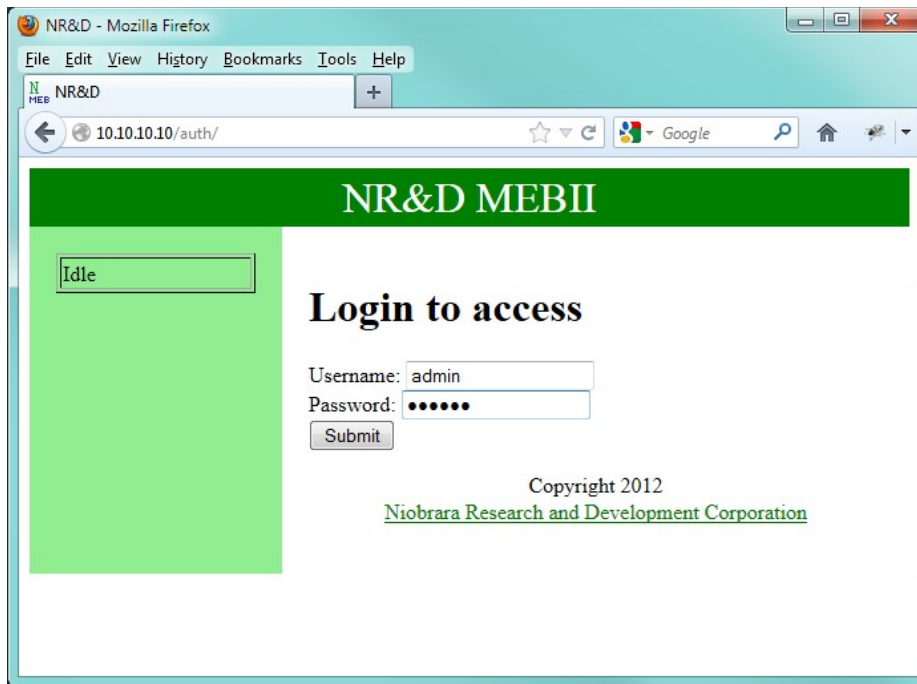 NR&D - Mozilla Firefox
File Edit View History Bookmarks Tools Help
N
MEB
NR&D
10.10.10.10/auth/
Google
NR&D MEBII
Idle
Login to access
Username: admin
Password: ••••••
Submit
Copyright 2012
Niobrara Research and Development Corporation